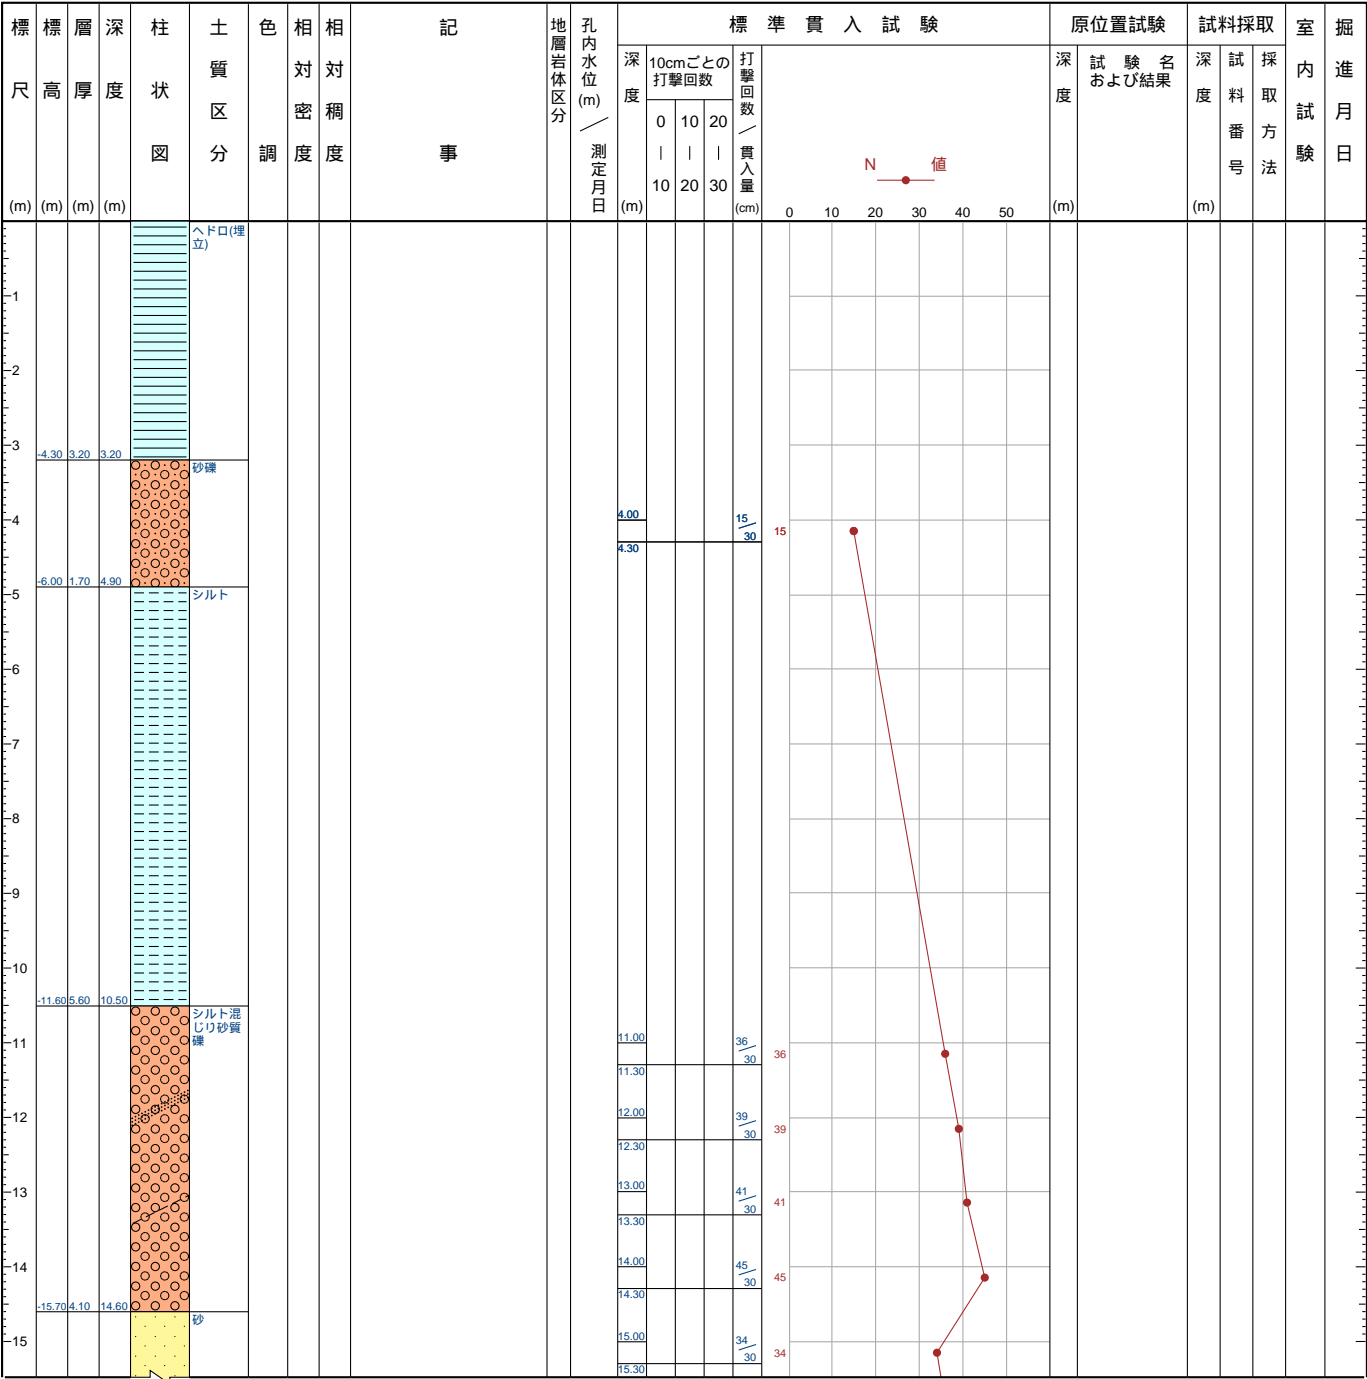 標尺(m)
標高(m)
層厚(m)
深度(m)
柱状図
土質区分
色調
相対密度
相対稠度
記事
地層岩体区分
孔内水位(m)／測定月日
標準貫入試験
深度(m)
10cmごとの
打撃回数
0
|
10
10
|
20
20
|
30
打撃回数／貫入量(cm)
N 値
0 10 20 30 40 50
原位置試験
深度(m)
試験名
および結果
試料採取
深度(m)
試料番号
採取方法
室内試験
掘進月日
ヘドロ(埋
立)
1
2
3
-4.30 3.20 3.20
砂礫
4
4.00
15
30
15
4.30
-6.00 1.70 4.90
シルト
5
6
7
8
9
10
-11.60 5.60 10.50
シルト混
じり砂質
礫
11
11.00
36
30
36
11.30
12
12.00
39
30
39
12.30
13
13.00
41
30
41
13.30
14
14.00
45
30
45
14.30
-15.70 4.10 14.60
砂
15
15.00
34
30
34
15.30